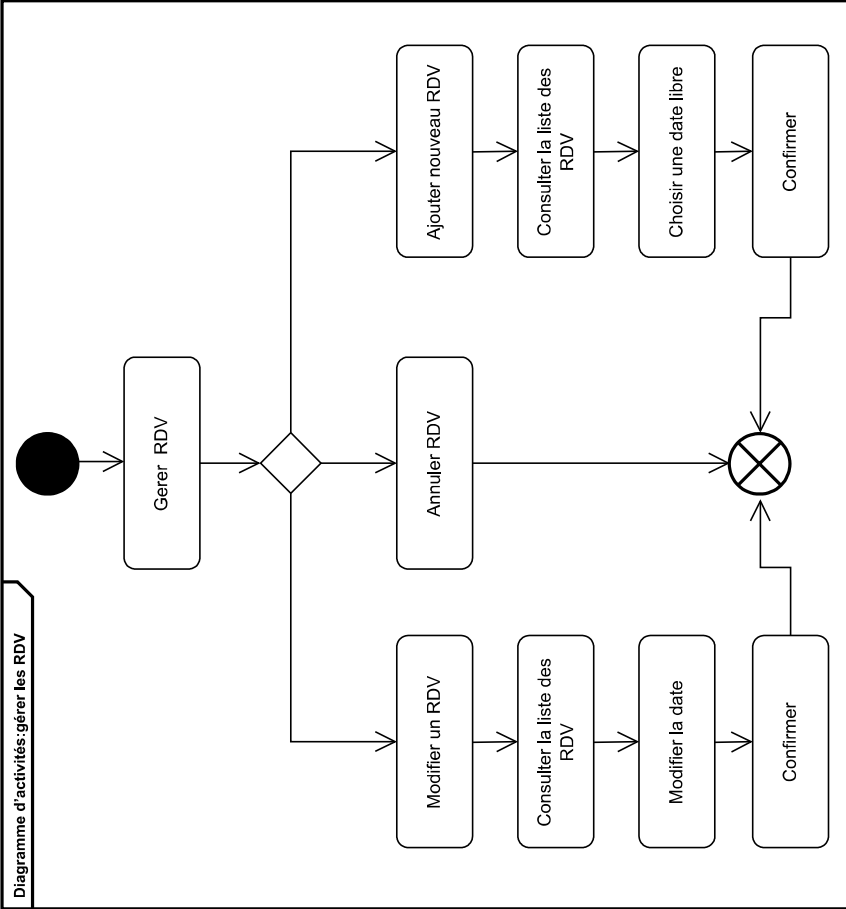 Diagramme d'activités:gérer les RDV
Gerer  RDV
Modifier un RDV
Consulter la liste des
RDV
Modifier la date
Confirmer
Annuler RDV
Ajouter nouveau RDV
Consulter la liste des
RDV
Choisir une date libre
Confirmer